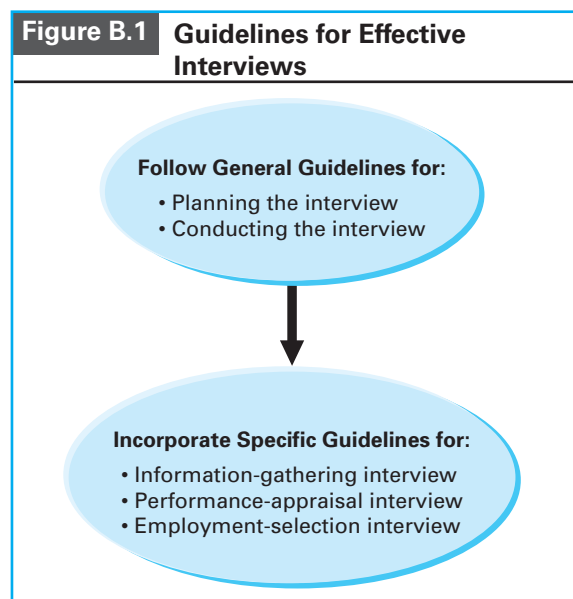 Figure B.1
Guidelines for Effective
Interviews
Follow General Guidelines for:
• Planning the interview
• Conducting the interview
Incorporate Specific Guidelines for:
• Information-gathering interview
• Performance-appraisal interview
• Employment-selection interview